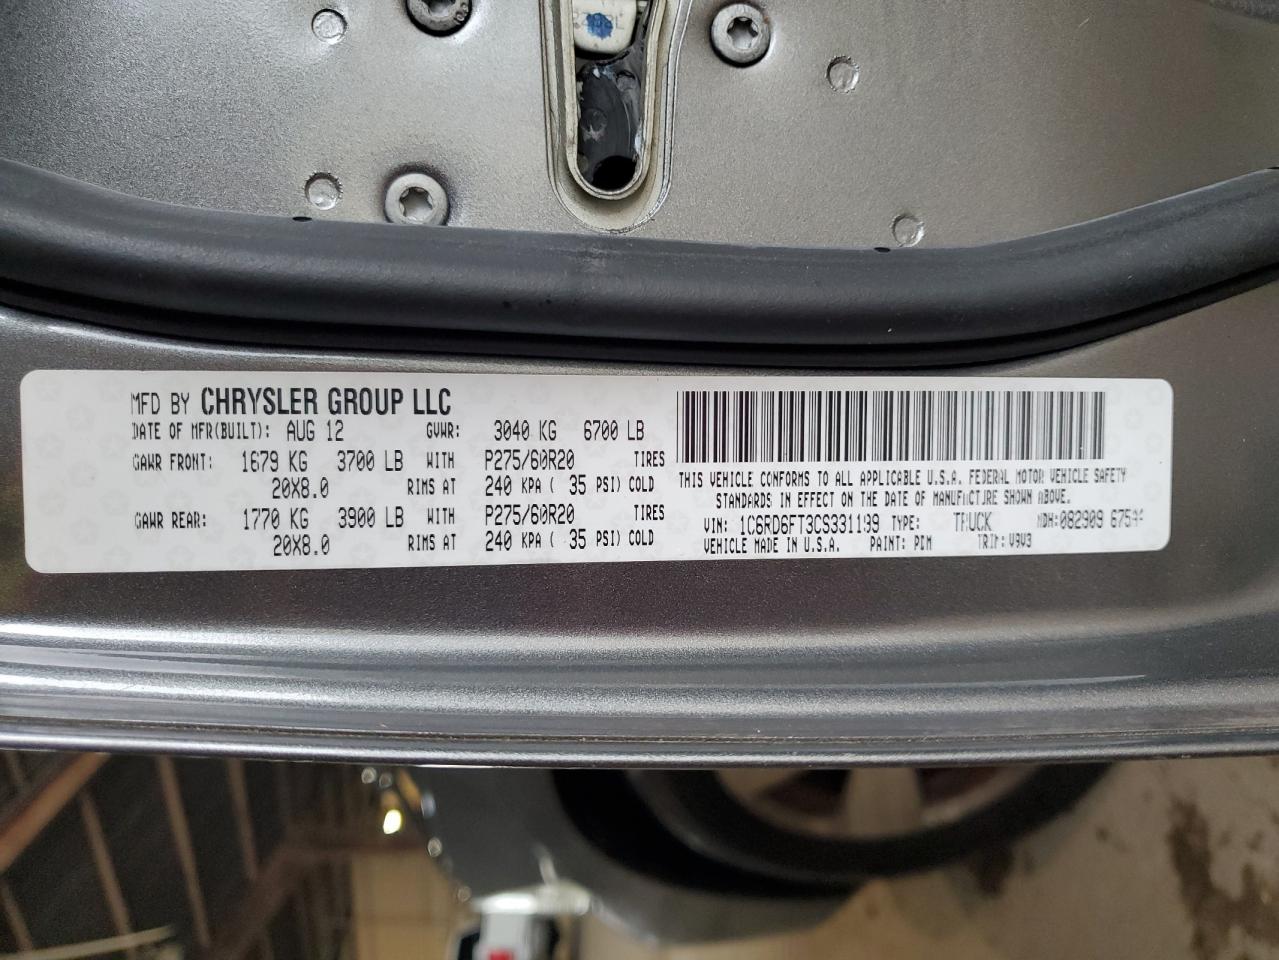 MFD BY CHRYSLER GROUP LLC
DATE OF MFR(BUILT): AUG 12 GVWR: 3040 KG 6700 LB
GAWR FRONT: 1679 KG 3700 LB WITH P275/60R20 TIRES
20X8.0 RIMS AT 240 KPA ( 35 PSI) COLD
GAWR REAR: 1770 KG 3900 LB WITH P275/60R20 TIRES
20X8.0 RIMS AT 240 KPA ( 35 PSI) COLD
THIS VEHICLE CONFORMS TO ALL APPLICABLE U.S.A. FEDERAL MOTOR VEHICLE SAFETY
STANDARDS IN EFFECT ON THE DATE OF MANUFACTURE SHOWN ABOVE.
VIN: 1C6RD6FT3CS331199 TYPE: TRUCK MDH: 082909
VEHICLE MADE IN U.S.A. PAINT: PDM TRIM: V9V3